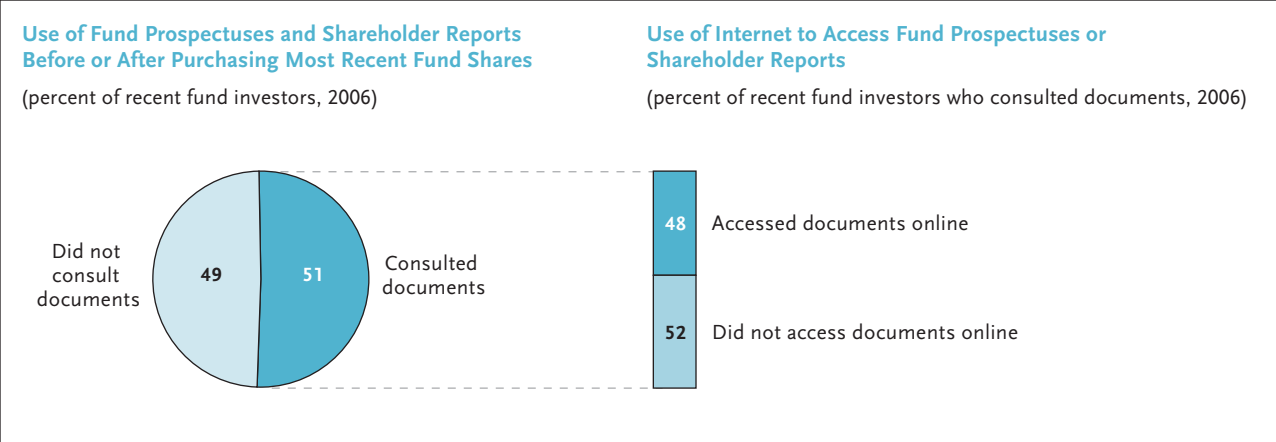 Use of Fund Prospectuses and Shareholder Reports
Before or After Purchasing Most Recent Fund Shares
(percent of recent fund investors, 2006)
Did not
consult
documents
49
51
Consulted
documents
Use of Internet to Access Fund Prospectuses or
Shareholder Reports
(percent of recent fund investors who consulted documents, 2006)
48
Accessed documents online
52
Did not access documents online